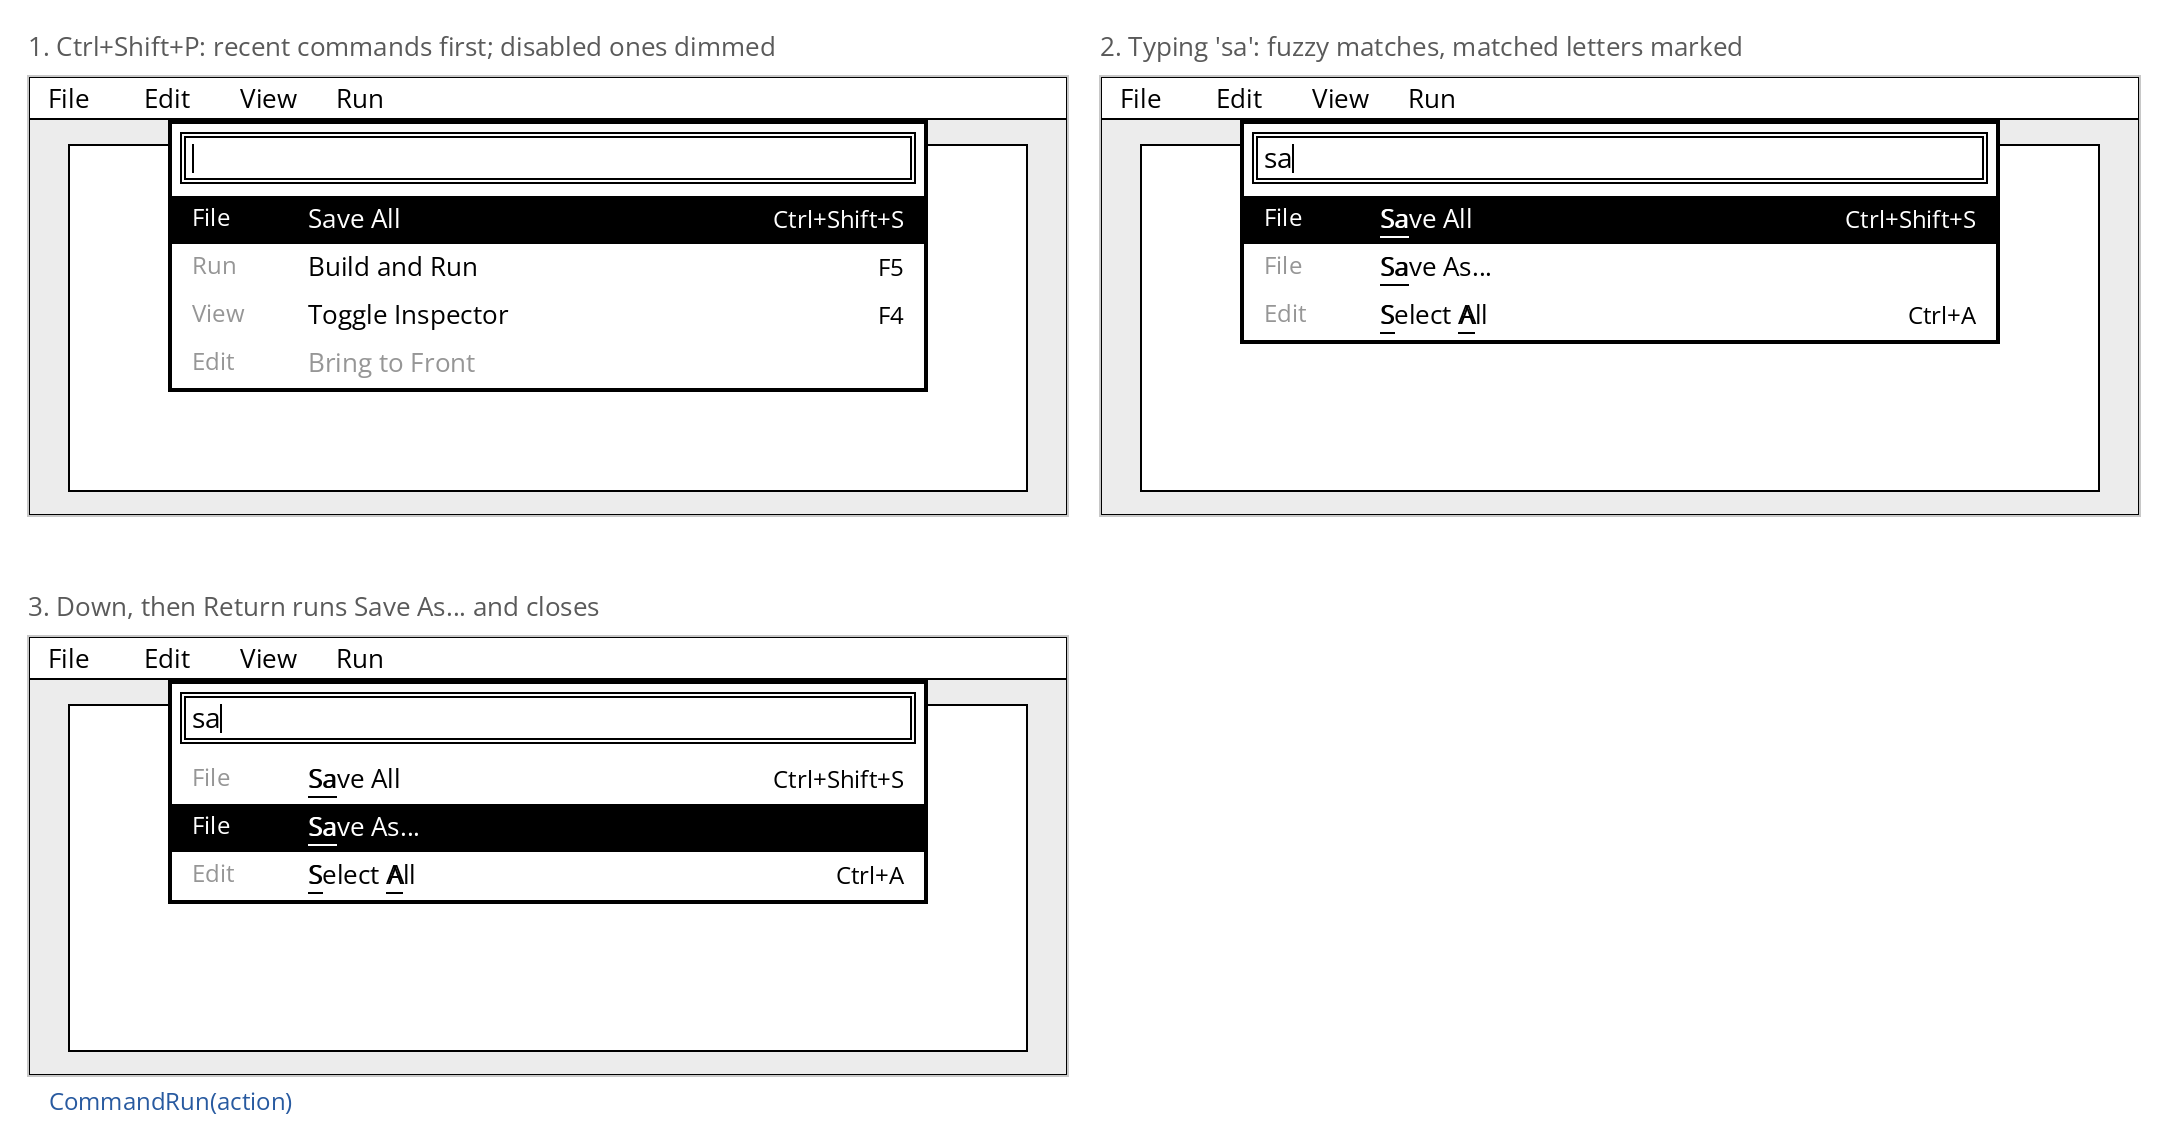 1. Ctrl+Shift+P: recent commands first; disabled ones dimmed
File Edit View Run
File Save All Ctrl+Shift+S
Run Build and Run F5
View Toggle Inspector F4
Edit Bring to Front
2. Typing 'sa': fuzzy matches, matched letters marked
File Edit View Run
sa
File Save All Ctrl+Shift+S
File Save As...
Edit Select All Ctrl+A
3. Down, then Return runs Save As... and closes
File Edit View Run
sa
File Save All Ctrl+Shift+S
File Save As...
Edit Select All Ctrl+A
CommandRun(action)